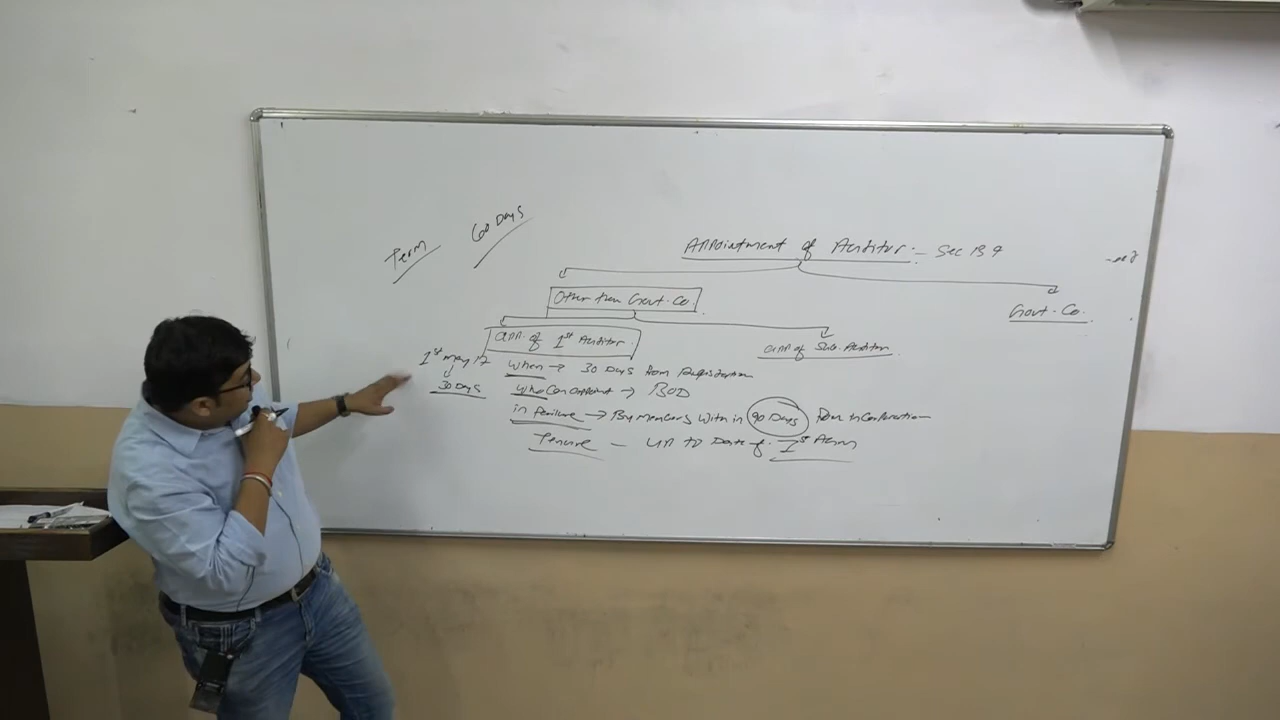 Term 60 Days
Appointment of Auditor - Sec 139
Other then Govt. Co.
Govt. Co.
app. of 1st Auditor
app of Sub. Auditor
1st May 17
30 Days
When → 30 Days from Registration
Who Can appoint → BOD
in failure → By members within 90 Days from Incorporation
Tenure - up to Date of 1st AGM